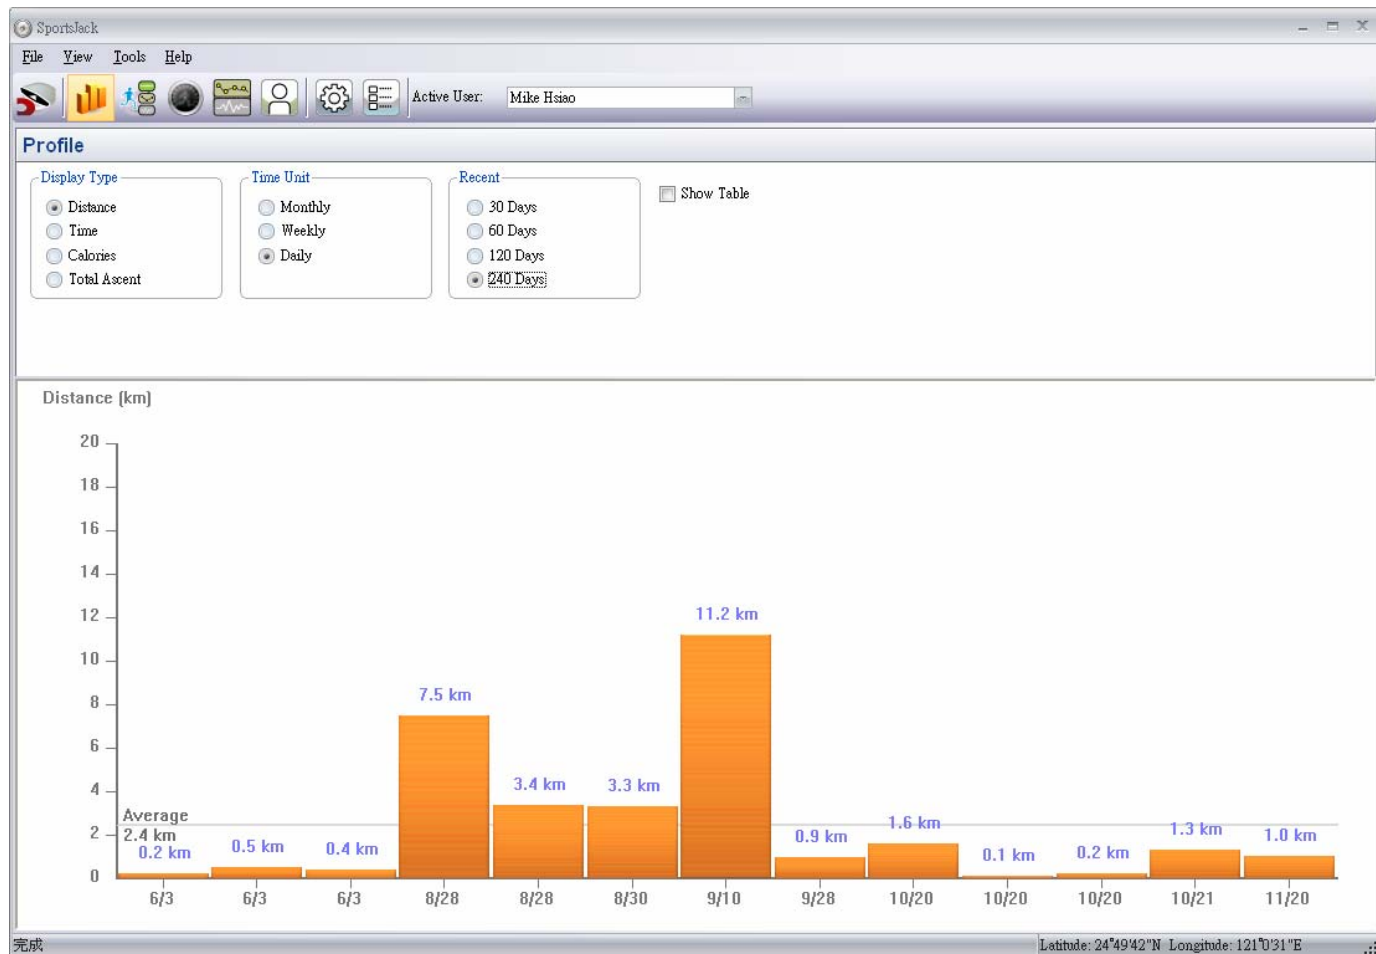 SportsJack
File View Tools Help
Active User: Mike Hsiao
Profile
Display Type
Distance
Time
Calories
Total Ascent
Time Unit
Monthly
Weekly
Daily
Recent
30 Days
60 Days
120 Days
240 Days
Show Table
Distance (km)
20
18
16
14
12
10
8
6
4
2
0
Average
2.4 km
0.2 km
0.5 km
0.4 km
7.5 km
3.4 km
3.3 km
11.2 km
0.9 km
1.6 km
0.1 km
0.2 km
1.3 km
1.0 km
6/3 6/3 6/3 8/28 8/28 8/30 9/10 9/28 10/20 10/20 10/20 10/21 11/20
完成
Latitude: 24°49'42"N Longitude: 121°0'31"E